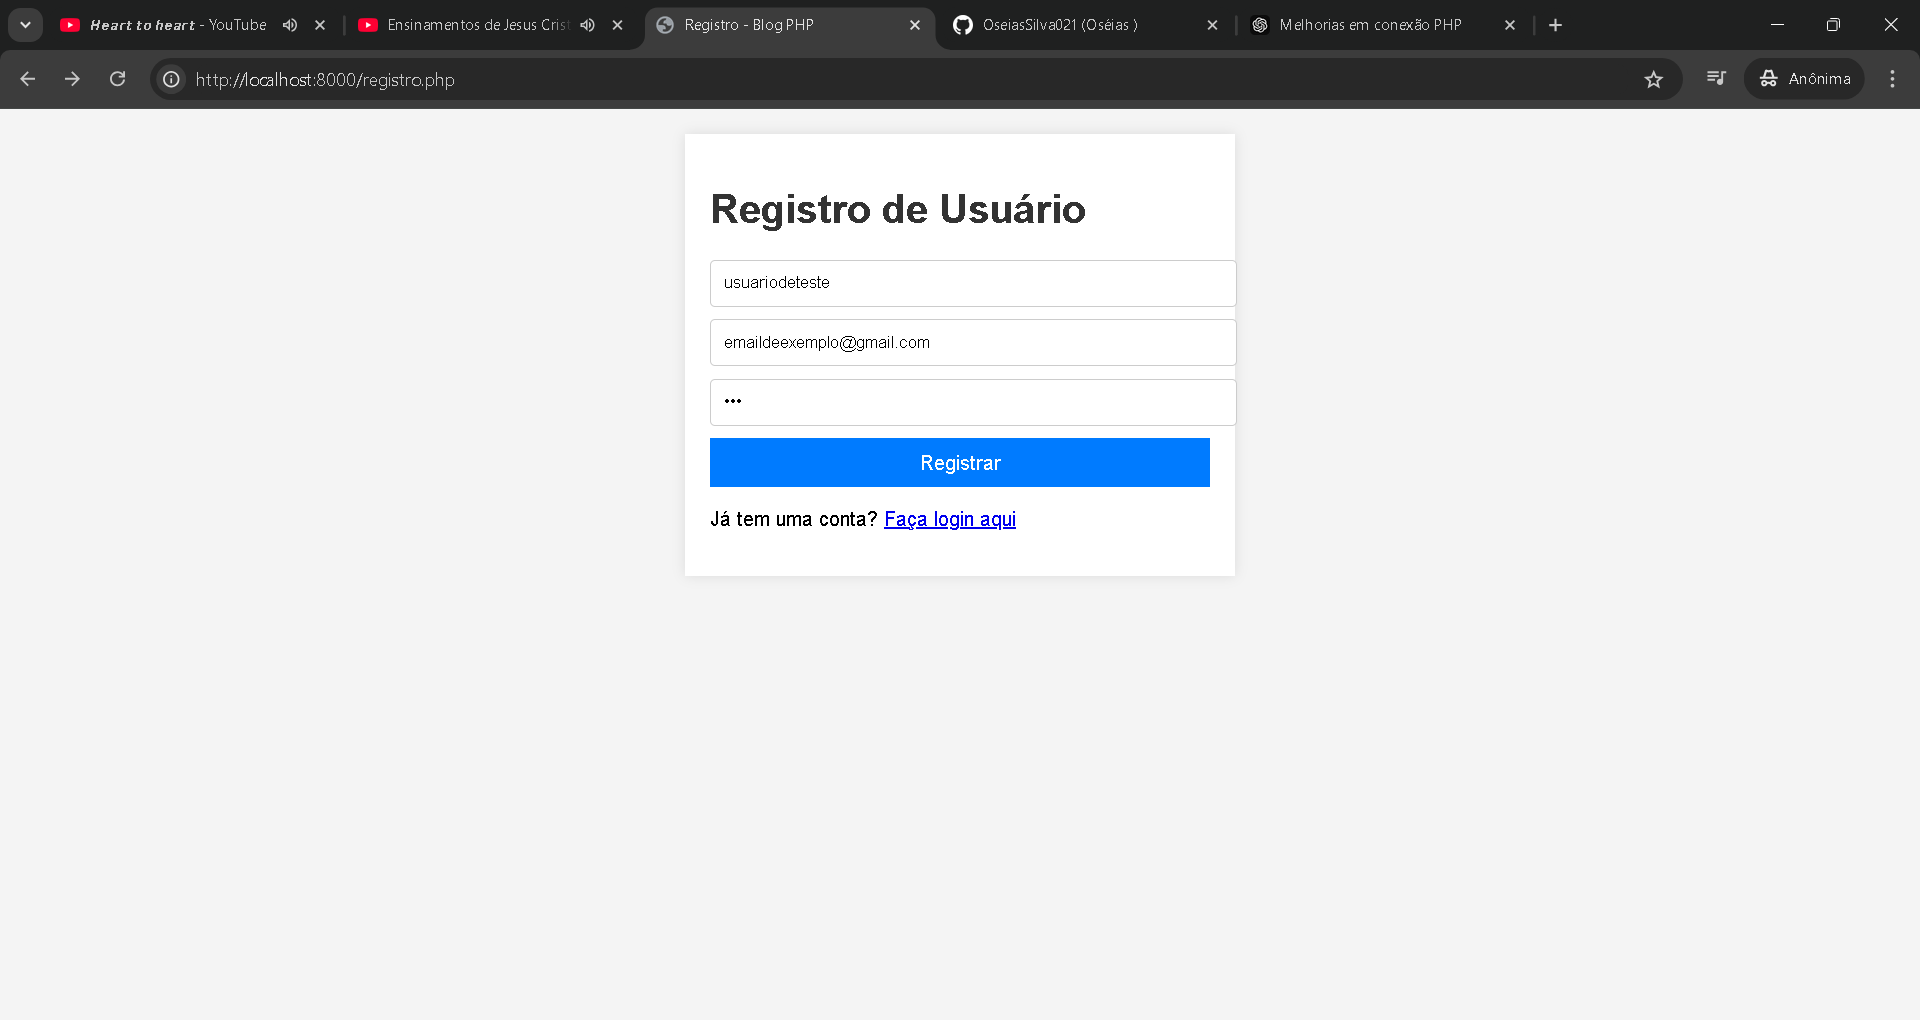 Heart to heart - YouTube
Ensinamentos de Jesus Crist
Registro - Blog PHP
OseiasSilva021 (Oséias )
Melhorias em conexão PHP
http://localhost:8000/registro.php
Anônima
Registro de Usuário
usuariodeteste
emaildeexemplo@gmail.com
•••
Registrar
Já tem uma conta? Faça login aqui